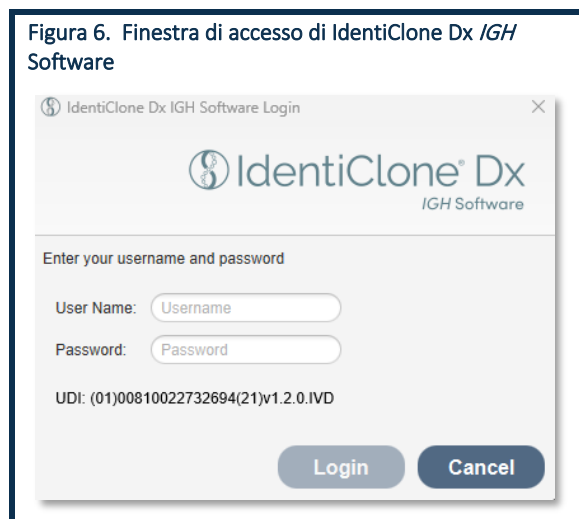 Figura 6. Finestra di accesso di IdentiClone Dx IGH
Software
IdentiClone Dx IGH Software Login
IdentiClone® Dx
IGH Software
Enter your username and password
User Name: Username
Password: Password
UDI: (01)00810022732694(21)v1.2.0.IVD
Login Cancel